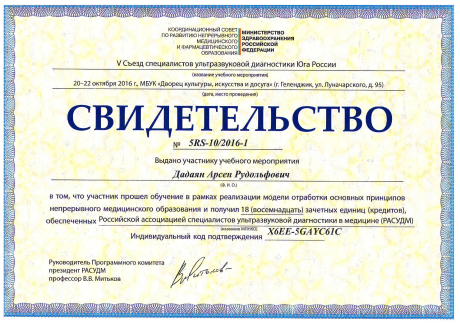 КООРДИНАЦИОННЫЙ СОВЕТ
ПО РАЗВИТИЮ НЕПРЕРЫВНОГО
МЕДИЦИНСКОГО
И ФАРМАЦЕВТИЧЕСКОГО
ОБРАЗОВАНИЯ
МИНИСТЕРСТВО
ЗДРАВООХРАНЕНИЯ
РОССИЙСКОЙ
ФЕДЕРАЦИИ
V Съезд специалистов ультразвуковой диагностики Юга России
(название учебного мероприятия)
20–22 октября 2016 г., МБУК «Дворец культуры, искусства и досуга» (г. Геленджик, ул. Луначарского, д. 95)
(дата, место проведения)
СВИДЕТЕЛЬСТВО
№ 5RS-10/2016-1
Выдано участнику учебного мероприятия
Дадаян Арсен Рудольфович
(Ф. И. О.)
в том, что участник прошел обучение в рамках реализации модели отработки основных принципов
непрерывного медицинского образования и получил 18 (восемнадцать) зачетных единиц (кредитов),
обеспеченных Российской ассоциацией специалистов ультразвуковой диагностики в медицине (РАСУДМ)
Индивидуальный код подтверждения X6EE-5GAYC61C
Руководитель Программного комитета
президент РАСУДМ
профессор В.В. Митьков